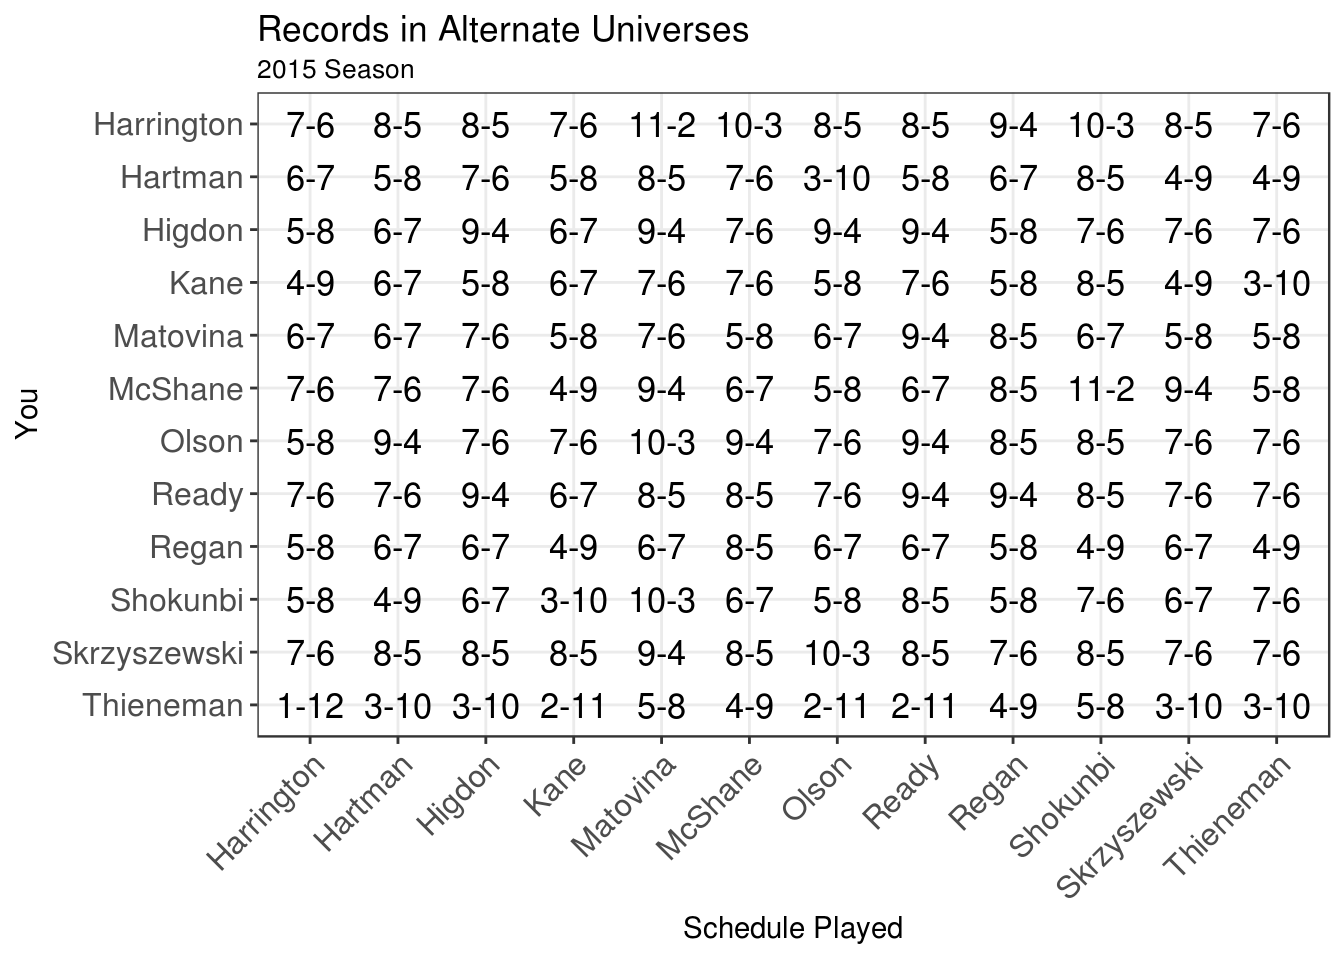 Records in Alternate Universes
2015 Season
You
Harrington 7-6 8-5 8-5 7-6 11-2 10-3 8-5 8-5 9-4 10-3 8-5 7-6
Hartman 6-7 5-8 7-6 5-8 8-5 7-6 3-10 5-8 6-7 8-5 4-9 4-9
Higdon 5-8 6-7 9-4 6-7 9-4 7-6 9-4 9-4 5-8 7-6 7-6 7-6
Kane 4-9 6-7 5-8 6-7 7-6 7-6 5-8 7-6 5-8 8-5 4-9 3-10
Matovina 6-7 6-7 7-6 5-8 7-6 5-8 6-7 9-4 8-5 6-7 5-8 5-8
McShane 7-6 7-6 7-6 4-9 9-4 6-7 5-8 6-7 8-5 11-2 9-4 5-8
Olson 5-8 9-4 7-6 7-6 10-3 9-4 7-6 9-4 8-5 8-5 7-6 7-6
Ready 7-6 7-6 9-4 6-7 8-5 8-5 7-6 9-4 9-4 8-5 7-6 7-6
Regan 5-8 6-7 6-7 4-9 6-7 8-5 6-7 6-7 5-8 4-9 6-7 4-9
Shokunbi 5-8 4-9 6-7 3-10 10-3 6-7 5-8 8-5 5-8 7-6 6-7 7-6
Skrzyszewski 7-6 8-5 8-5 8-5 9-4 8-5 10-3 8-5 7-6 8-5 7-6 7-6
Thieneman 1-12 3-10 3-10 2-11 5-8 4-9 2-11 2-11 4-9 5-8 3-10 3-10
Harrington Hartman Higdon Kane Matovina McShane Olson Ready Regan Shokunbi Skrzyszewski Thieneman
Schedule Played